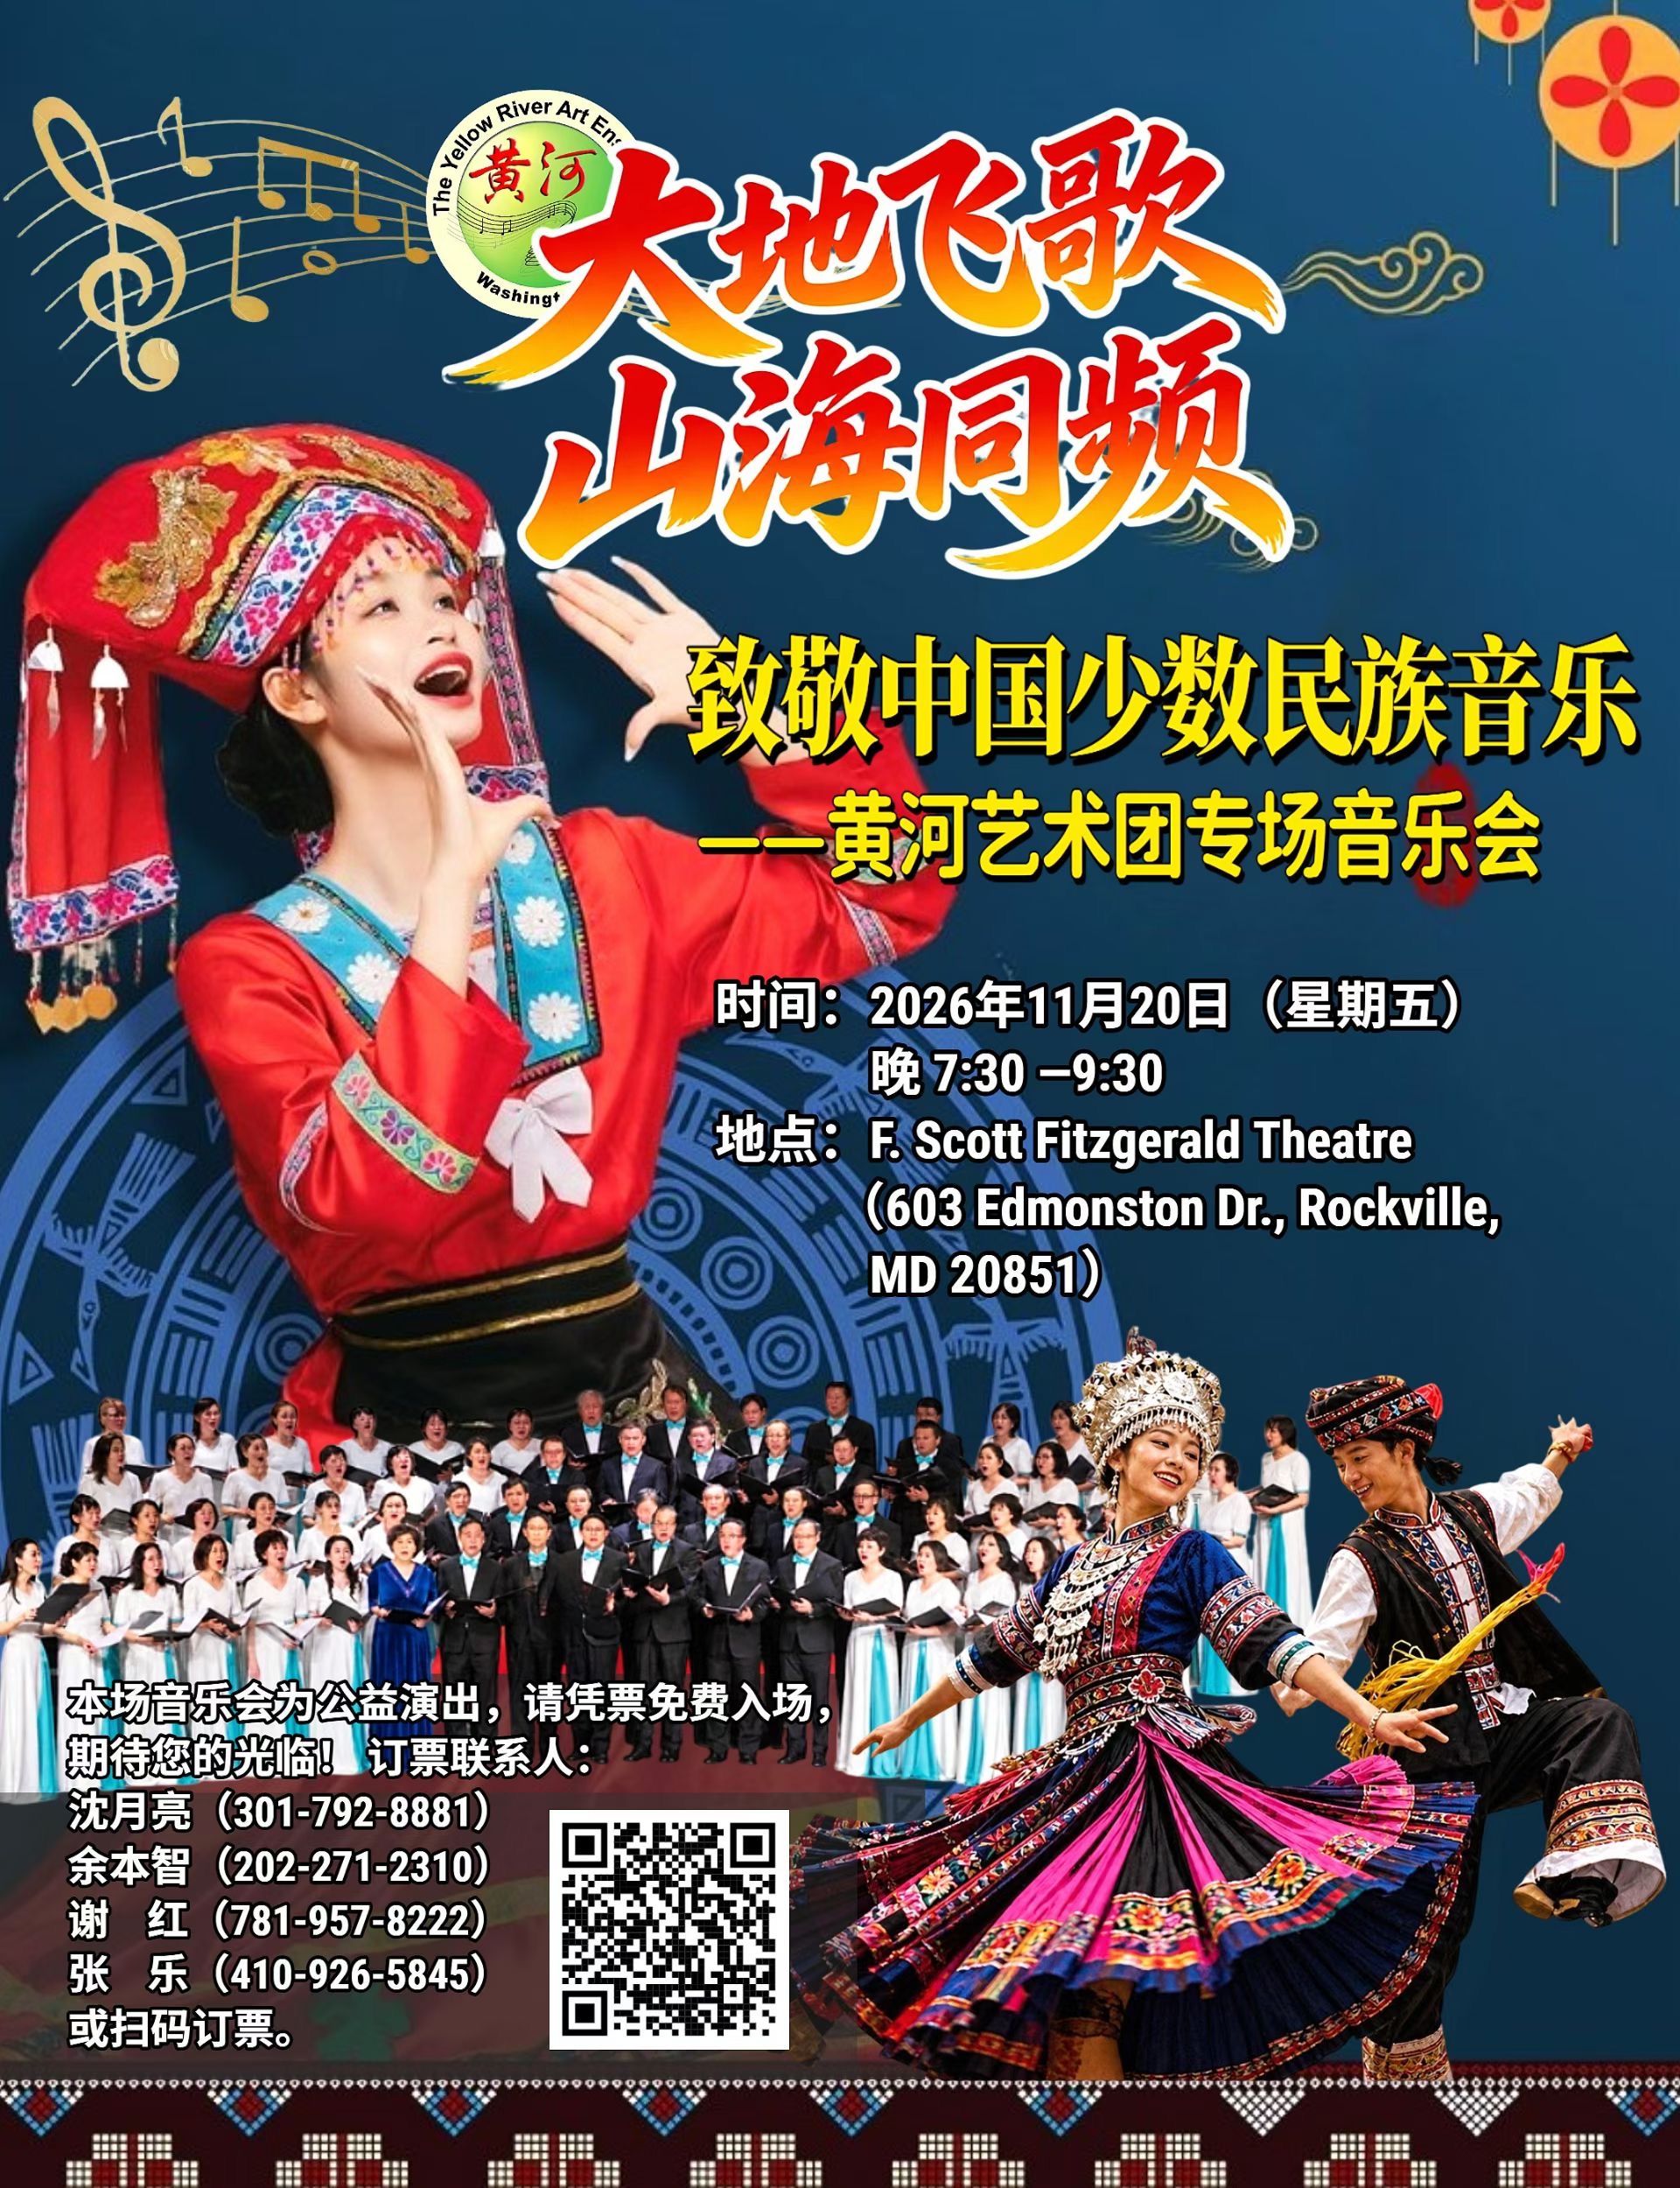 The Yellow River Art
黄河
大地飞歌
山海同频
致敬中国少数民族音乐
——黄河艺术团专场音乐会
时间：2026年11月20日（星期五）
晚 7:30 —9:30
地点：F. Scott Fitzgerald Theatre
（603 Edmonston Dr., Rockville,
MD 20851）
本场音乐会为公益演出，请凭票免费入场，
期待您的光临！ 订票联系人：
沈月亮（301-792-8881）
余本智（202-271-2310）
谢 红（781-957-8222）
张 乐（410-926-5845）
或扫码订票。